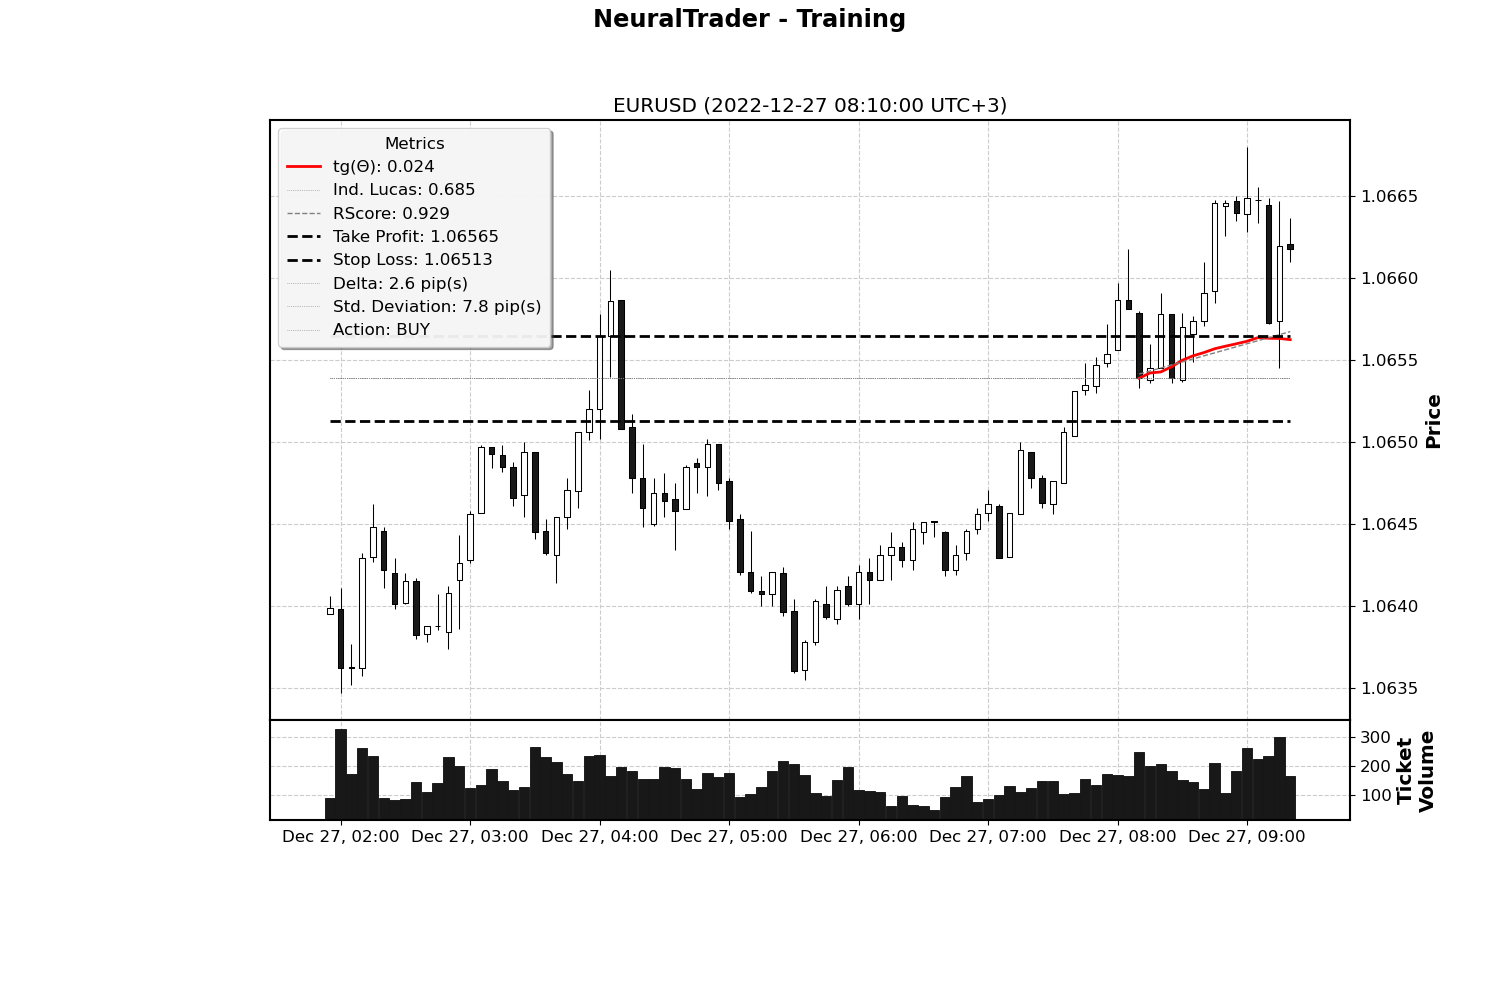 NeuralTrader - Training
EURUSD (2022-12-27 08:10:00 UTC+3)
Metrics
tg(Θ): 0.024
Ind. Lucas: 0.685
RScore: 0.929
Take Profit: 1.06565
Stop Loss: 1.06513
Delta: 2.6 pip(s)
Std. Deviation: 7.8 pip(s)
Action: BUY
1.0665
1.0660
1.0655
1.0650
1.0645
1.0640
1.0635
Price
300
200
100
Ticket
Volume
Dec 27, 02:00 Dec 27, 03:00 Dec 27, 04:00 Dec 27, 05:00 Dec 27, 06:00 Dec 27, 07:00 Dec 27, 08:00 Dec 27, 09:00